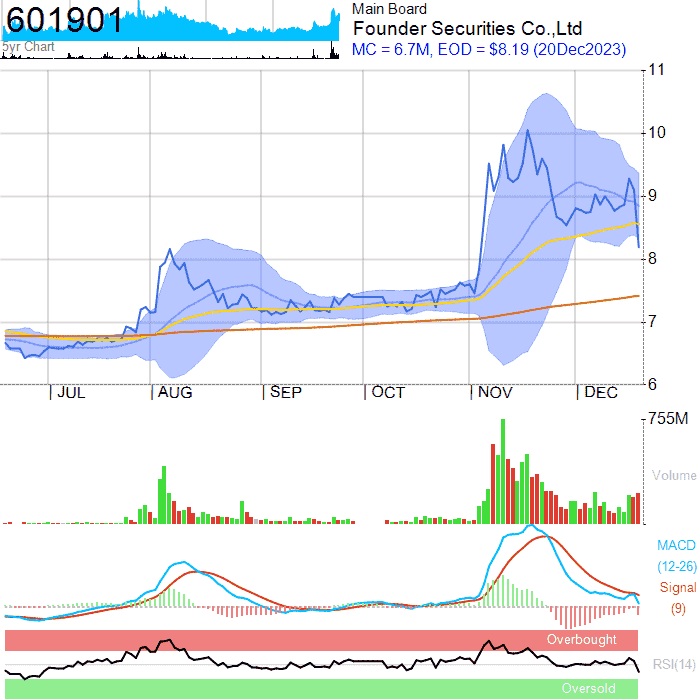 601901
5yr Chart
Main Board
Founder Securities Co.,Ltd
MC = 6.7M, EOD = $8.19 (20Dec2023)
11
10
9
8
7
6
JUL AUG SEP OCT NOV DEC
755M
Volume
MACD
(12-26)
Signal
(9)
Overbought
RSI(14)
Oversold